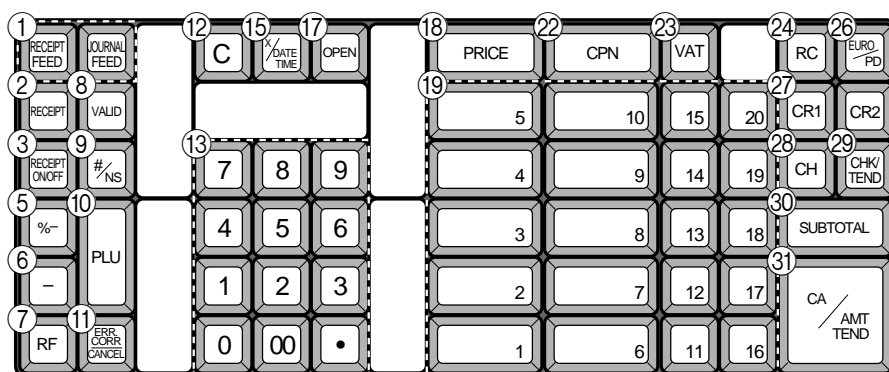 1 12 15 17 18 22 23 24 26
RECEIPT FEED JOURNAL FEED C X/DATE TIME OPEN PRICE CPN VAT RC EURO/PD
2 8 19 27
RECEIPT VALID 5 10 15 20 CR1 CR2
3 9 13 28 29
RECEIPT ON/OFF #/NS 7 8 9 4 9 14 19 CH CHK/TEND
5 10 30
%− PLU 4 5 6 3 8 13 18 SUBTOTAL
6 31
− 1 2 3 2 7 12 17 CA/AMT TEND
7 11
RF ERR. CORR CANCEL 0 00 • 1 6 11 16